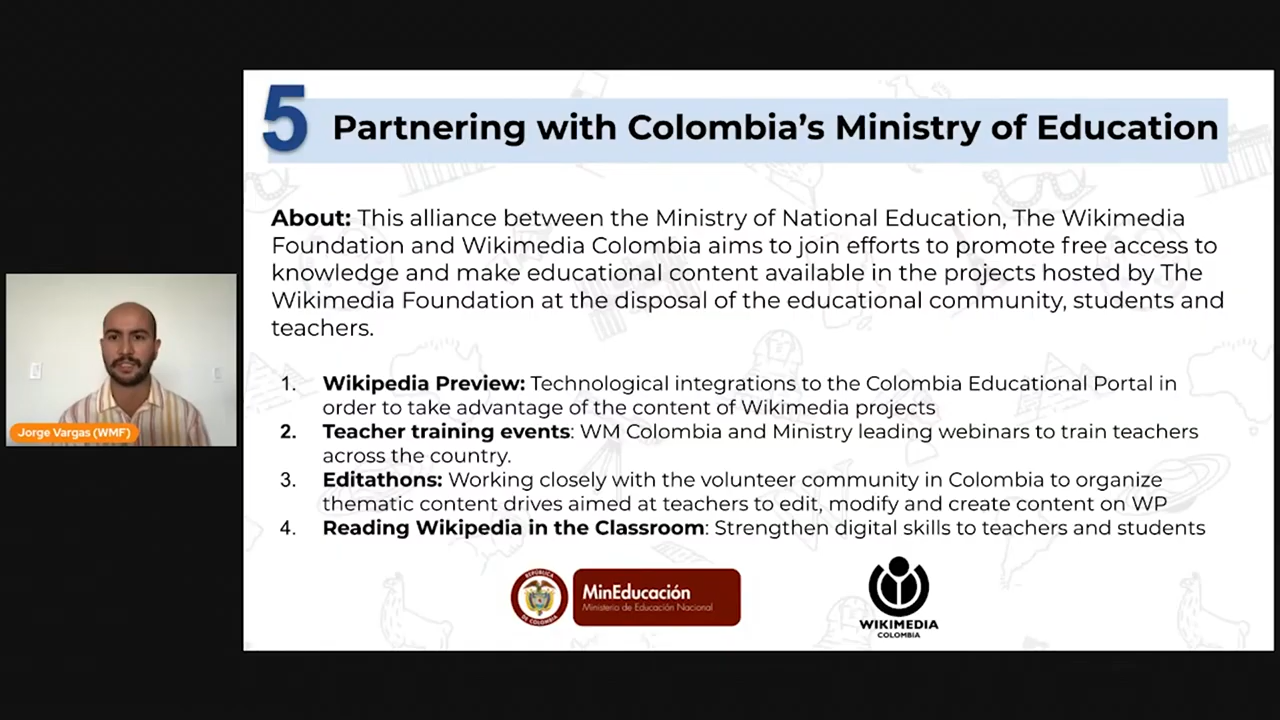 5 Partnering with Colombia’s Ministry of Education
About: This alliance between the Ministry of National Education, The Wikimedia
Foundation and Wikimedia Colombia aims to join efforts to promote free access to
knowledge and make educational content available in the projects hosted by The
Wikimedia Foundation at the disposal of the educational community, students and
teachers.
1. Wikipedia Preview: Technological integrations to the Colombia Educational Portal in
order to take advantage of the content of Wikimedia projects
2. Teacher training events: WM Colombia and Ministry leading webinars to train teachers
across the country.
3. Editathons: Working closely with the volunteer community in Colombia to organize
thematic content drives aimed at teachers to edit, modify and create content on WP
4. Reading Wikipedia in the Classroom: Strengthen digital skills to teachers and students
Jorge Vargas (WMF)
REPÚBLICA
DE COLOMBIA
MinEducación
Ministerio de Educación Nacional
WIKIMEDIA
COLOMBIA